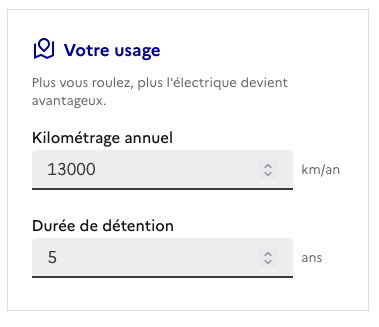 Votre usage
Plus vous roulez, plus l'électrique devient
avantageux.
Kilométrage annuel
13000
km/an
Durée de détention
5
ans